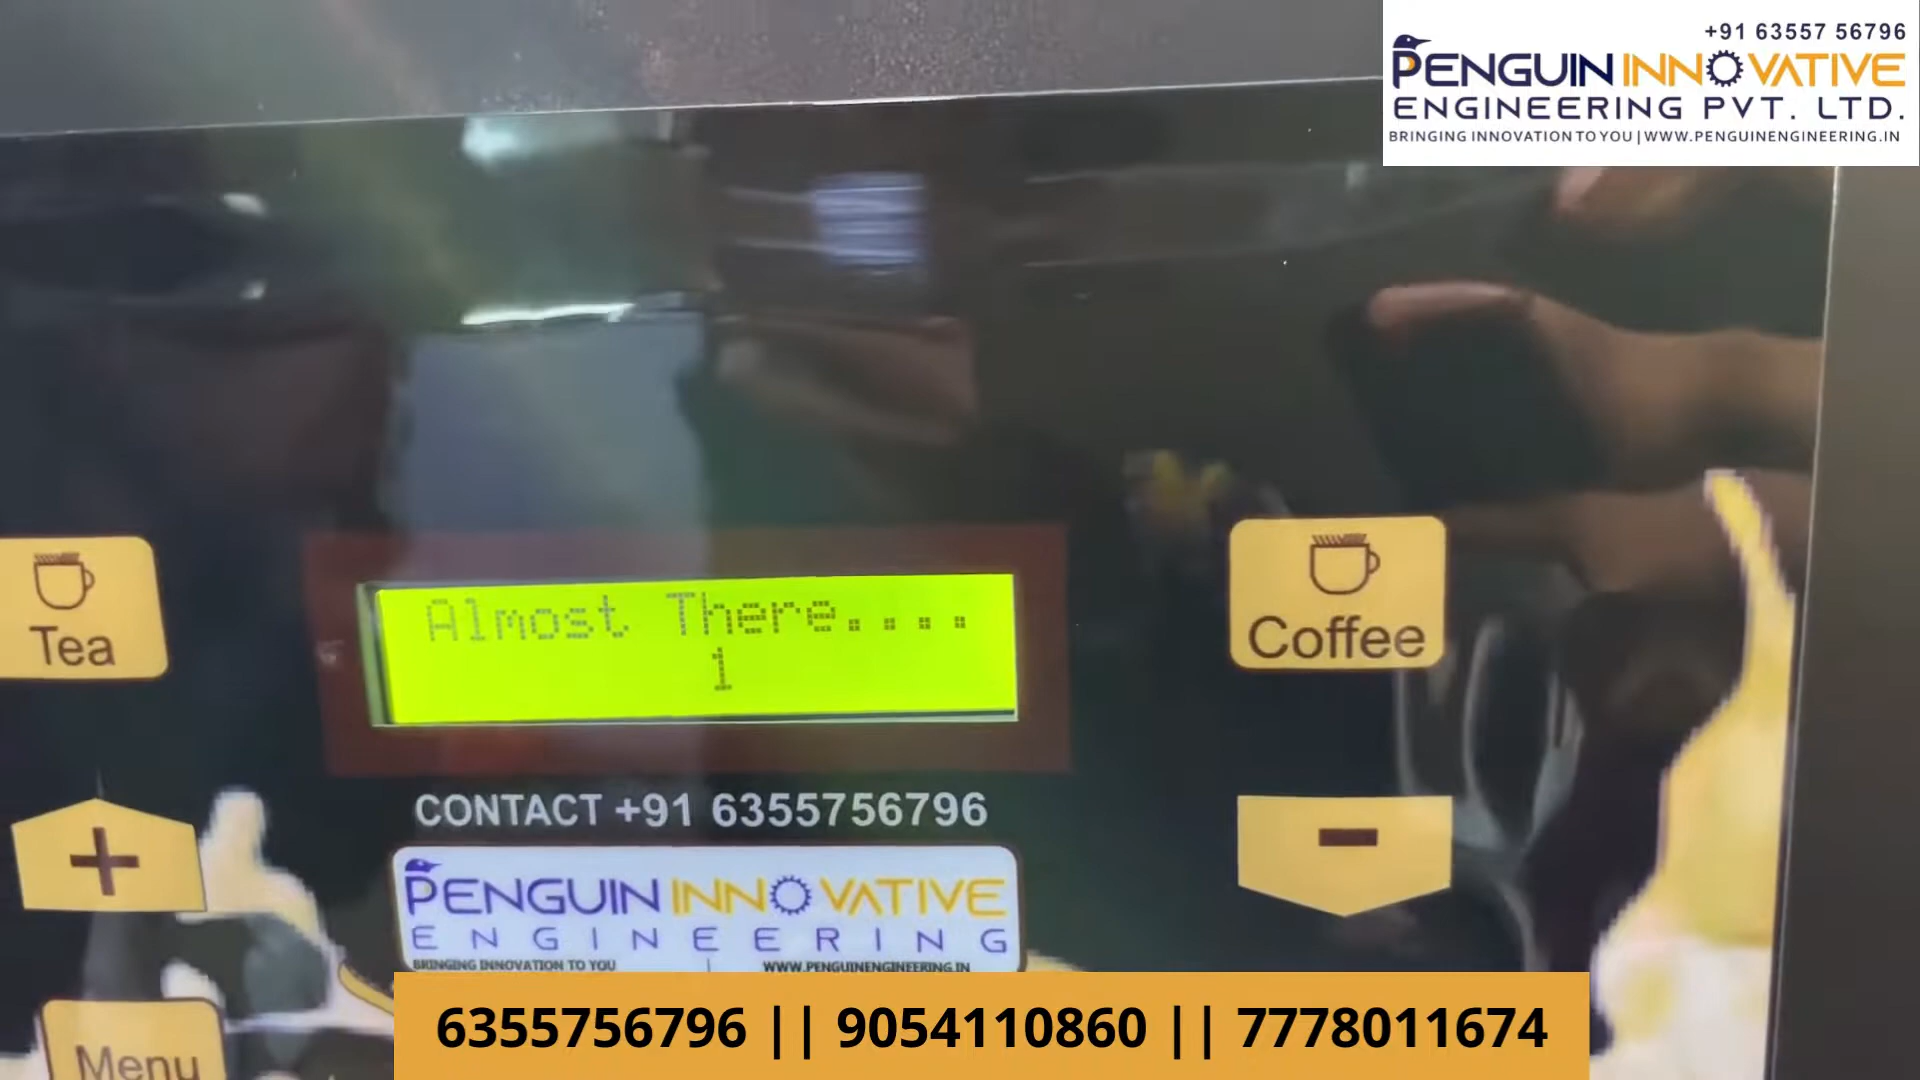 +91 63557 56796
PENGUIN INNOVATIVE
ENGINEERING PVT. LTD.
BRINGING INNOVATION TO YOU | WWW.PENGUINENGINEERING.IN
Tea
Almost There....
1
Coffee
CONTACT +91 6355756796
+
-
PENGUIN INNOVATIVE
ENGINEERING
BRINGING INNOVATION TO YOU | WWW.PENGUINENGINEERING.IN
Menu
6355756796 || 9054110860 || 7778011674